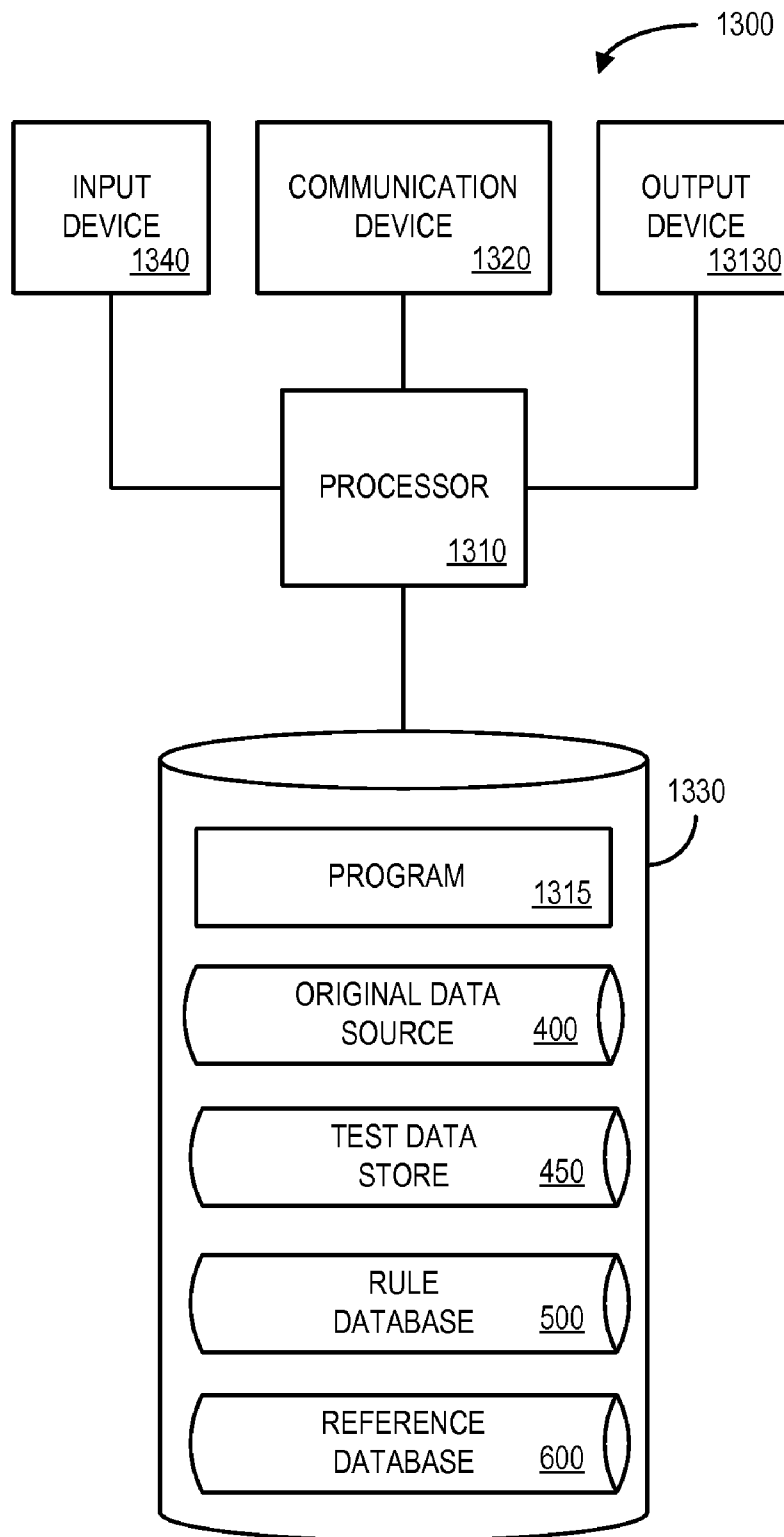 1300
INPUT
DEVICE
1340
COMMUNICATION
DEVICE
1320
OUTPUT
DEVICE
13130
PROCESSOR
1310
1330
PROGRAM
1315
ORIGINAL DATA
SOURCE
400
TEST DATA
STORE
450
RULE
DATABASE
500
REFERENCE
DATABASE
600